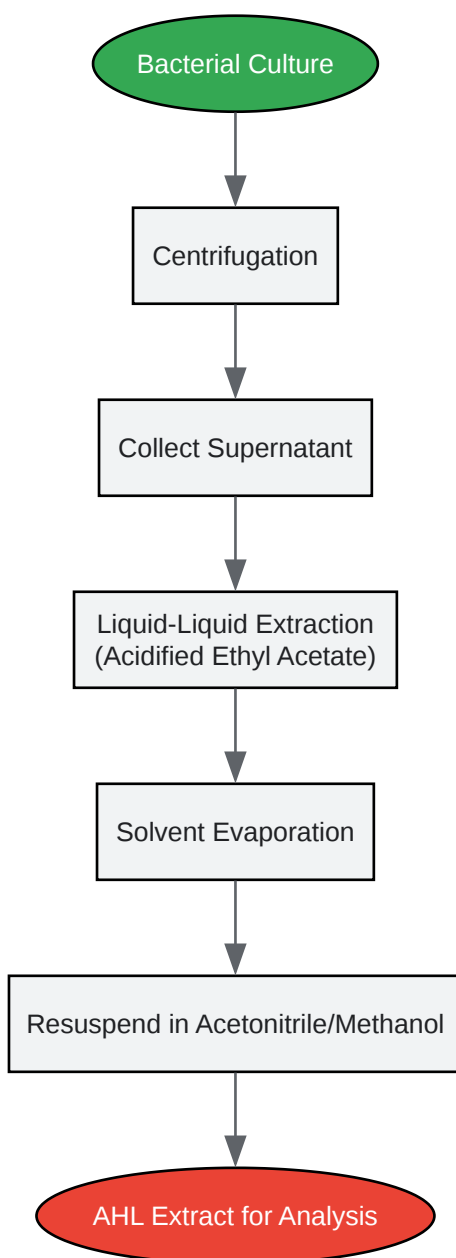 Bacterial Culture
Centrifugation
Collect Supernatant
Liquid-Liquid Extraction
(Acidified Ethyl Acetate)
Solvent Evaporation
Resuspend in Acetonitrile/Methanol
AHL Extract for Analysis